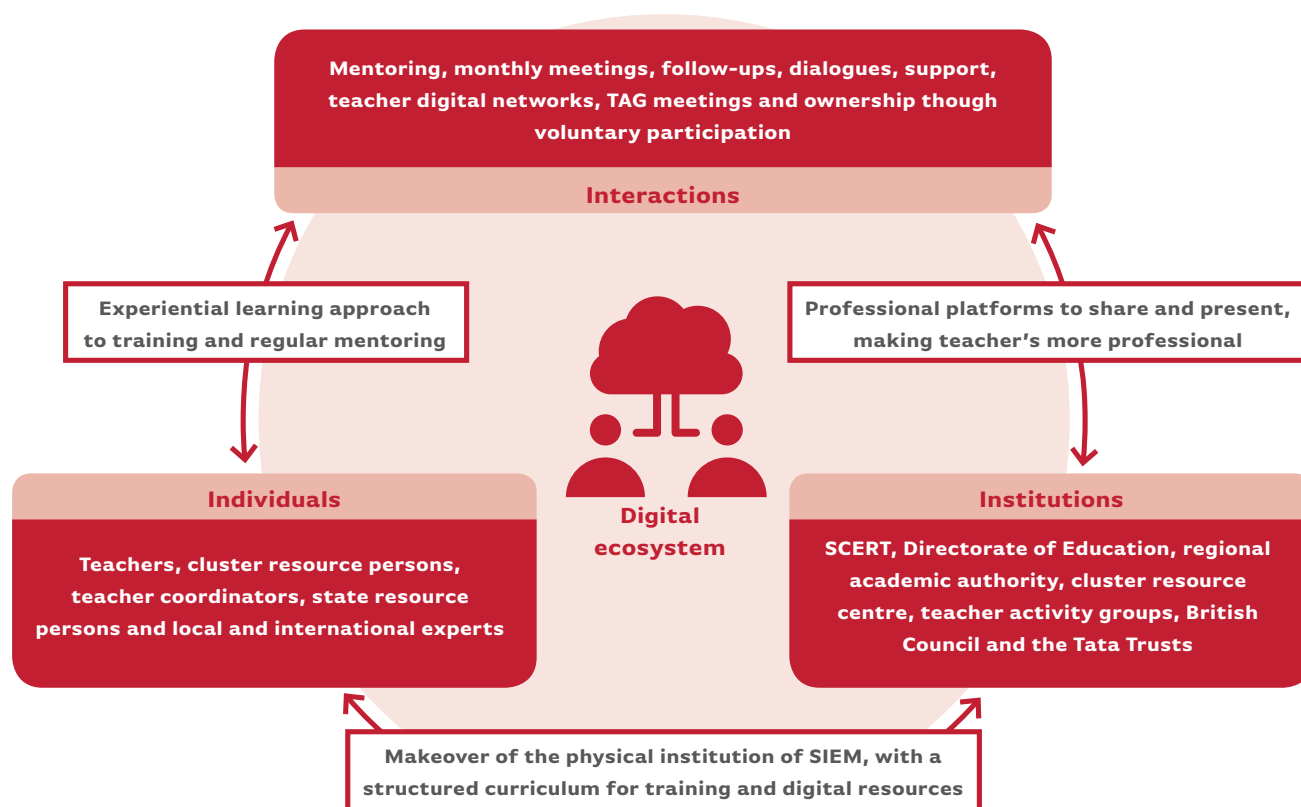 Mentoring, monthly meetings, follow-ups, dialogues, support,
teacher digital networks, TAG meetings and ownership though
voluntary participation
Interactions
Experiential learning approach
to training and regular mentoring
Professional platforms to share and present,
making teacher's more professional
Digital
ecosystem
Individuals
Teachers, cluster resource persons,
teacher coordinators, state resource
persons and local and international experts
Institutions
SCERT, Directorate of Education, regional
academic authority, cluster resource
centre, teacher activity groups, British
Council and the Tata Trusts
Makeover of the physical institution of SIEM, with a
structured curriculum for training and digital resources